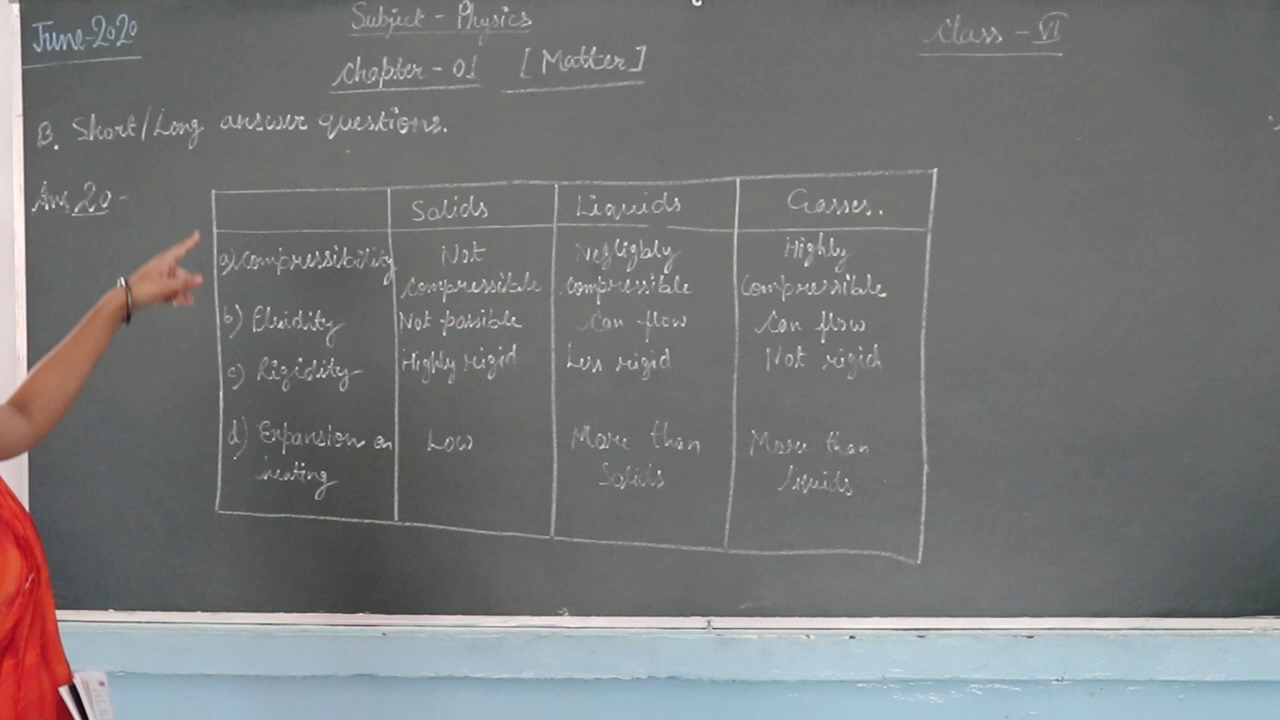 June-2020
Subject - Physics
Class - VI
Chapter - 01 [Matter]
B. Short/Long answer questions.
Ans 20 -
Solids Liquids Gasses.
a) Compressibility Not Negligibly Highly
compressible compressible Compressible
b) Fluidity Not possible Can flow Can flow
c) Rigidity Highly rigid Less rigid Not rigid
d) Expansion on Low More than More than
heating Solids liquids